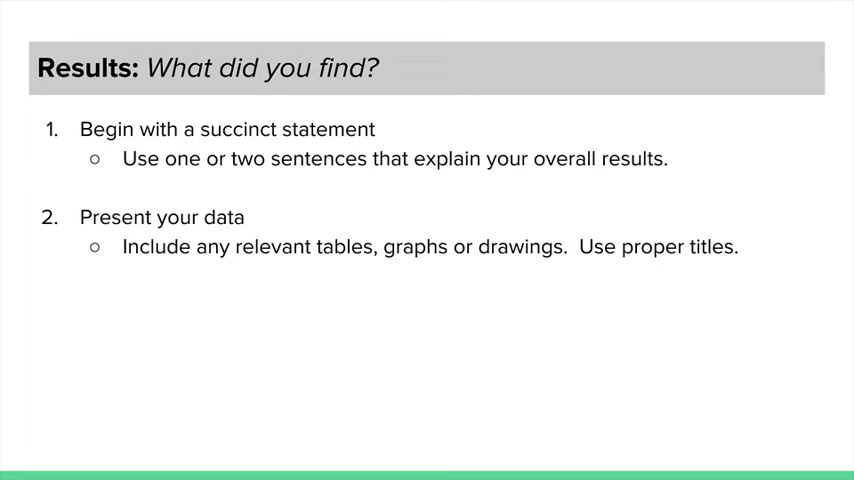 Results: What did you find?
1. Begin with a succinct statement
○ Use one or two sentences that explain your overall results.
2. Present your data
○ Include any relevant tables, graphs or drawings.  Use proper titles.